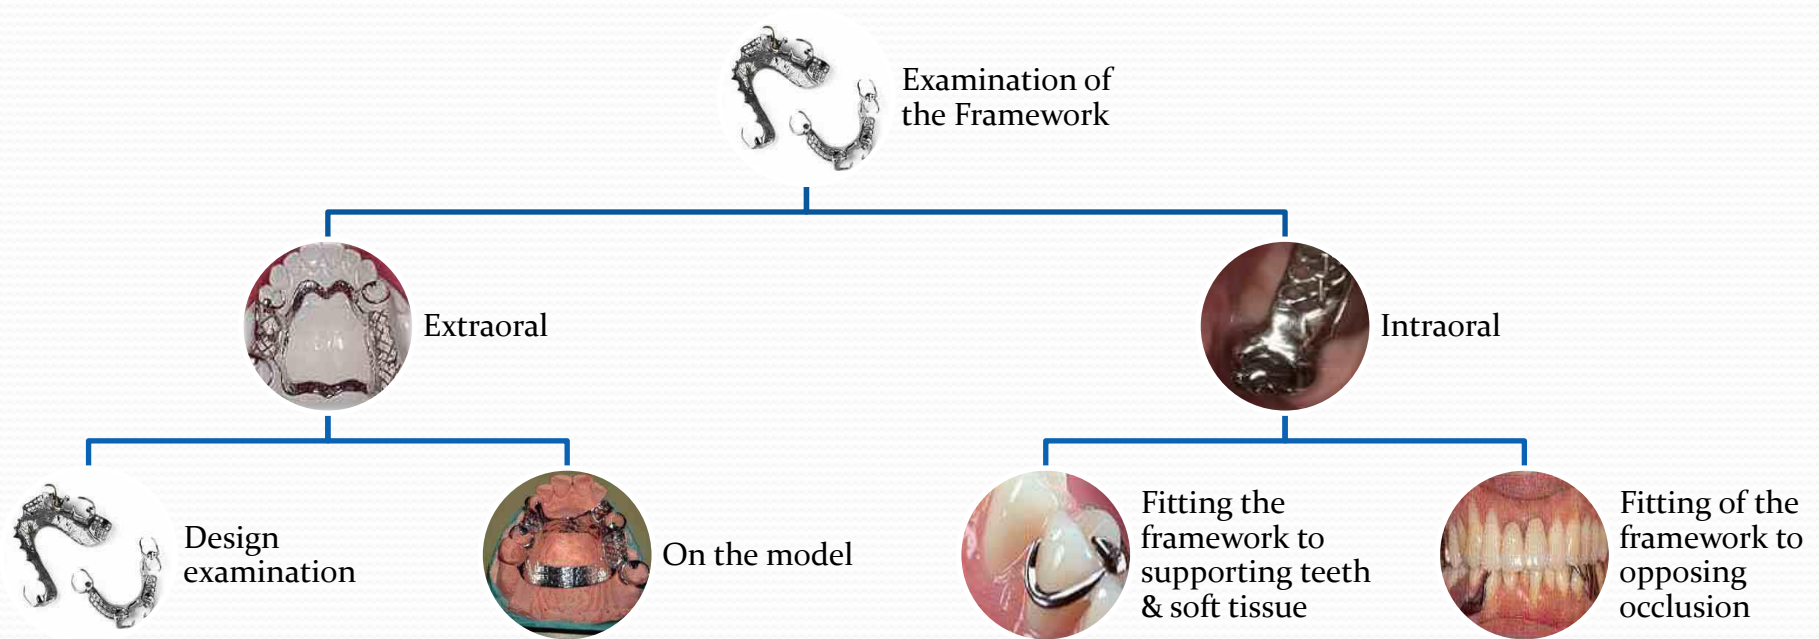 Examination of
the Framework
Extraoral
Intraoral
Design
examination
On the model
Fitting the
framework to
supporting teeth
& soft tissue
Fitting of the
framework to
opposing
occlusion